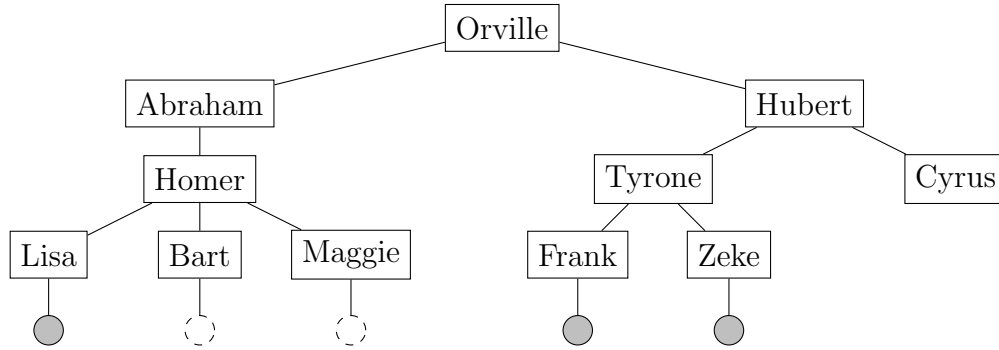 Orville
Abraham
Hubert
Homer
Tyrone
Cyrus
Lisa
Bart
Maggie
Frank
Zeke